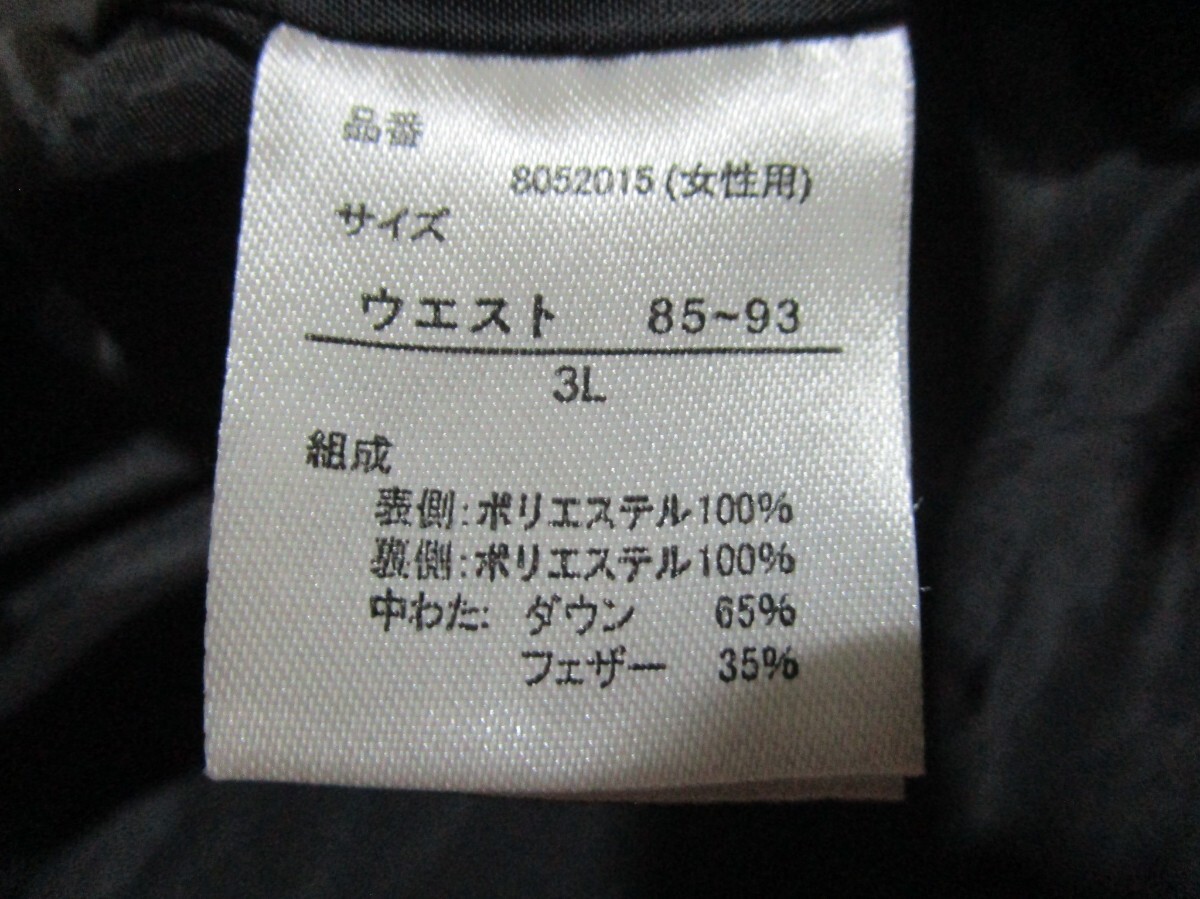 品番
8052015(女性用)
サイズ
ウエスト 85~93
3L
組成
表側:ポリエステル100%
裏側:ポリエステル100%
中わた: ダウン 65%
フェザー 35%